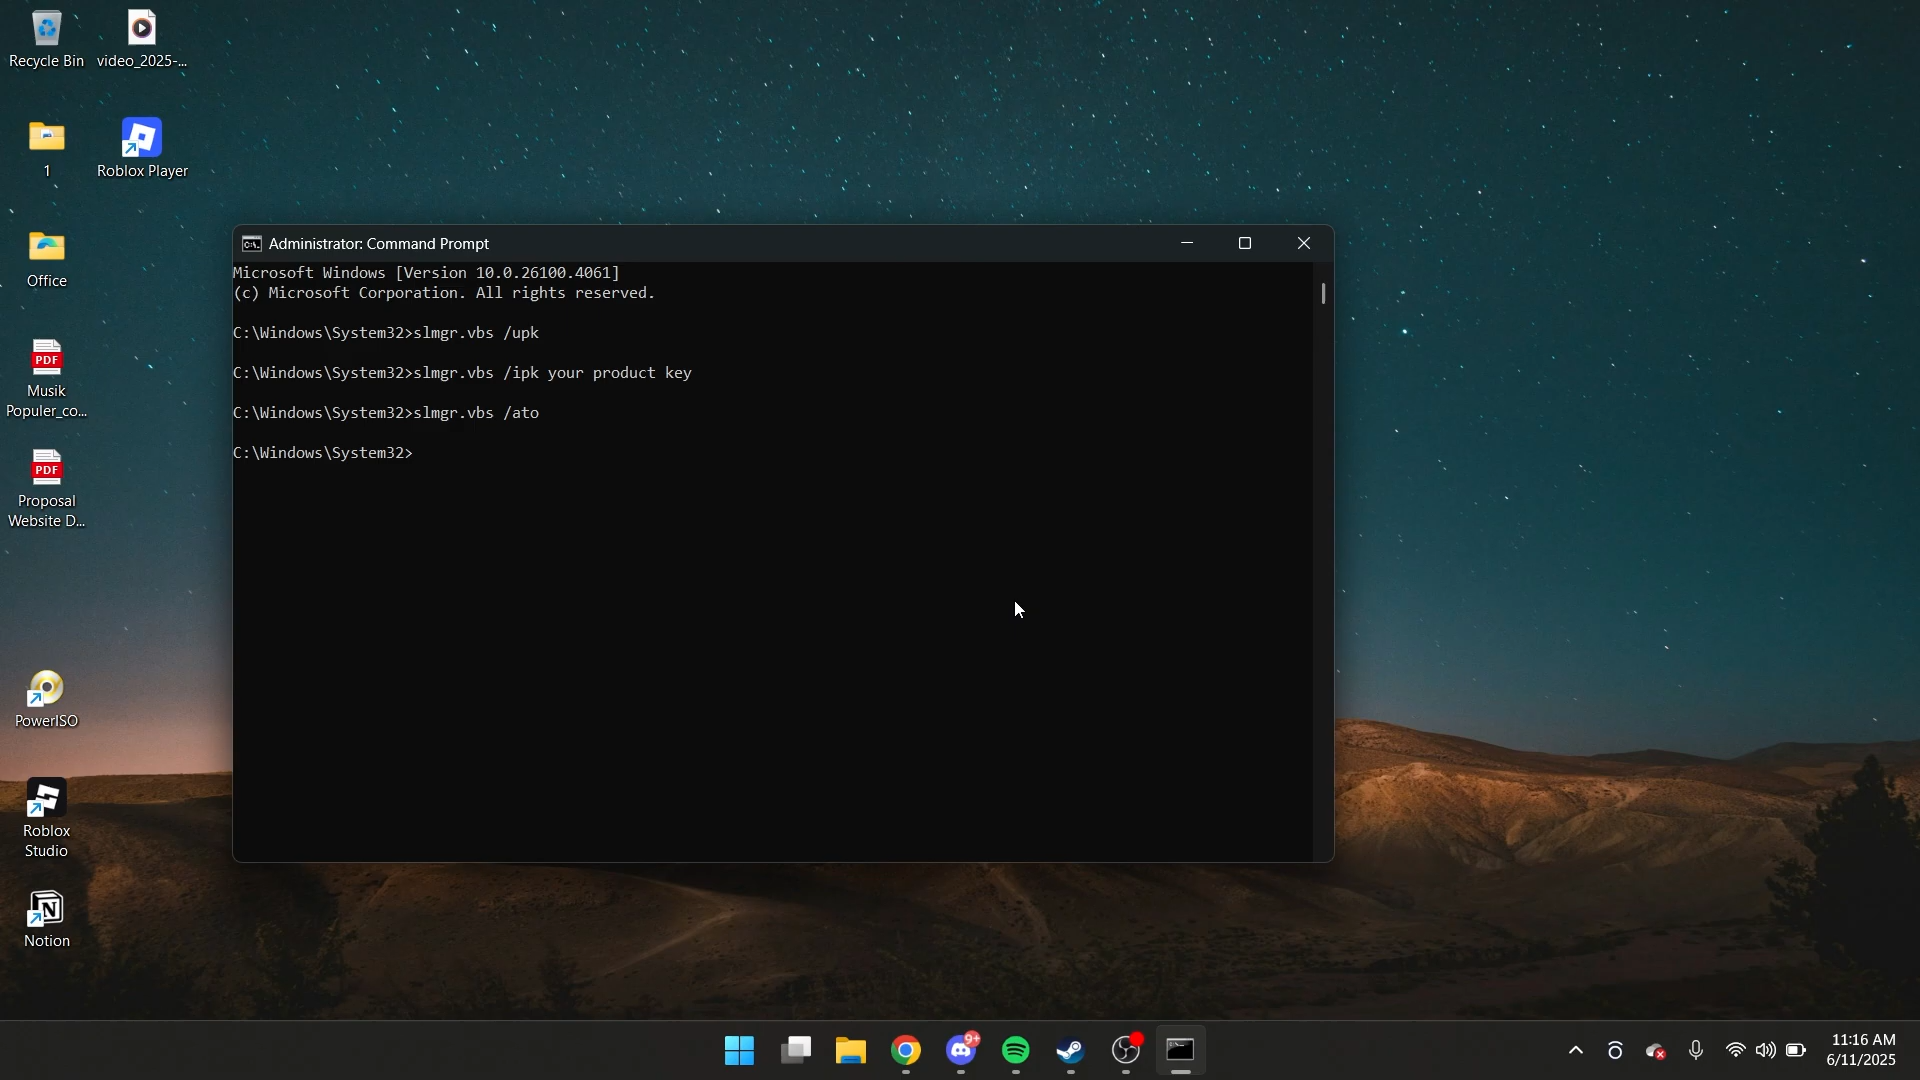 Recycle Bin
video_2025-...
1
Roblox Player
Office
PDF
Musik
Populer_co...
PDF
Proposal
Website D...
PowerISO
Roblox
Studio
Notion
Administrator: Command Prompt
Microsoft Windows [Version 10.0.26100.4061]
(c) Microsoft Corporation. All rights reserved.
C:\Windows\System32>slmgr.vbs /upk
C:\Windows\System32>slmgr.vbs /ipk your product key
C:\Windows\System32>slmgr.vbs /ato
C:\Windows\System32>
9+
11:16 AM
6/11/2025